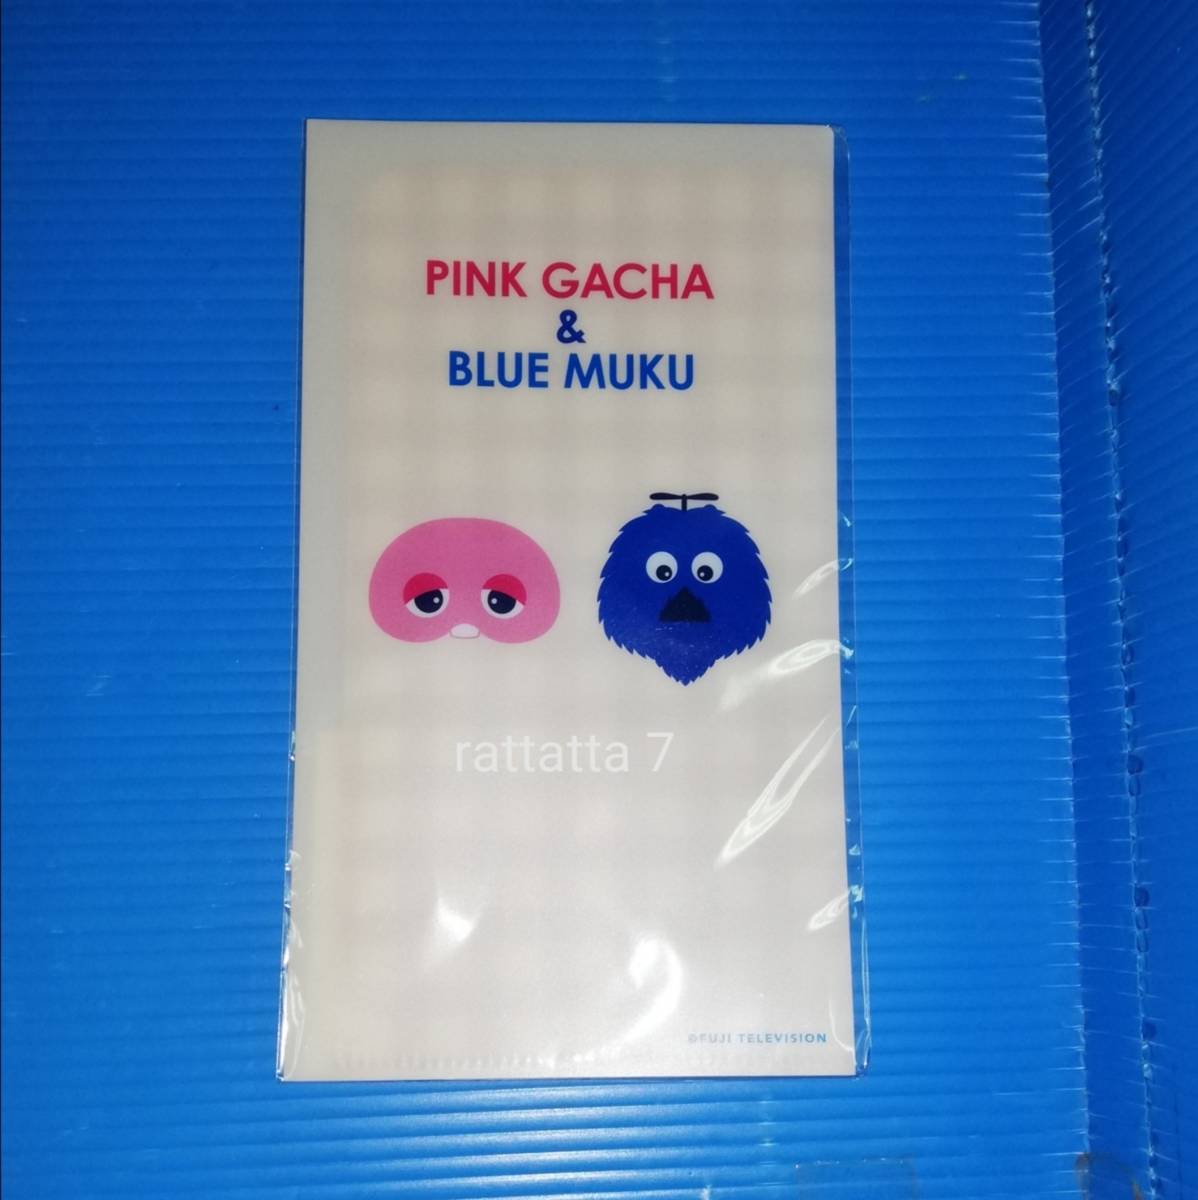 PINK GACHA
&
BLUE MUKU
rattatta 7
©FUJI TELEVISION